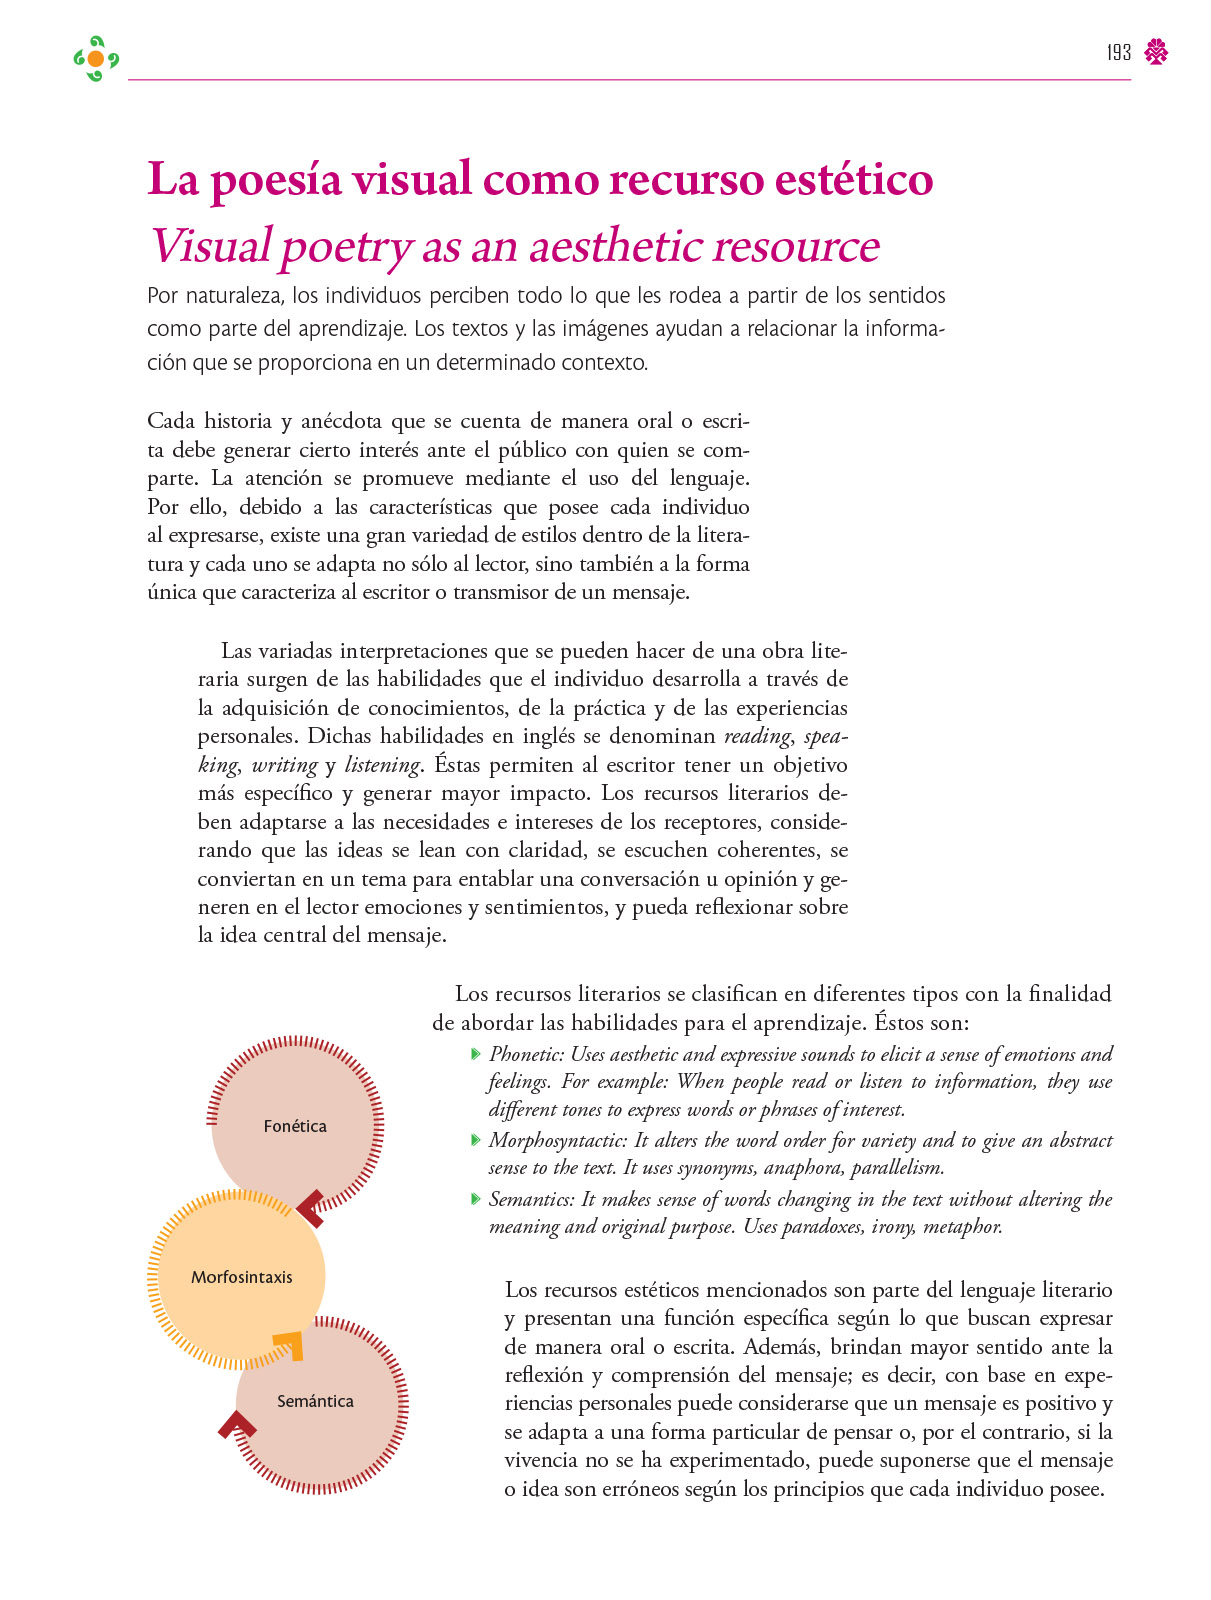 193
La poesía visual como recurso estético
Visual poetry as an aesthetic resource
Por naturaleza, los individuos perciben todo lo que les rodea a partir de los sentidos
como parte del aprendizaje. Los textos y las imágenes ayudan a relacionar la informa-
ción que se proporciona en un determinado contexto.
Cada historia y anécdota que se cuenta de manera oral o escri-
ta debe generar cierto interés ante el público con quien se com-
parte. La atención se promueve mediante el uso del lenguaje.
Por ello, debido a las características que posee cada individuo
al expresarse, existe una gran variedad de estilos dentro de la litera-
tura y cada uno se adapta no sólo al lector, sino también a la forma
única que caracteriza al escritor o transmisor de un mensaje.
Las variadas interpretaciones que se pueden hacer de una obra lite-
raria surgen de las habilidades que el individuo desarrolla a través de
la adquisición de conocimientos, de la práctica y de las experiencias
personales. Dichas habilidades en inglés se denominan reading, spea-
king, writing y listening. Éstas permiten al escritor tener un objetivo
más específico y generar mayor impacto. Los recursos literarios de-
ben adaptarse a las necesidades e intereses de los receptores, conside-
rando que las ideas se lean con claridad, se escuchen coherentes, se
conviertan en un tema para entablar una conversación u opinión y ge-
neren en el lector emociones y sentimientos, y pueda reflexionar sobre
la idea central del mensaje.
Los recursos literarios se clasifican en diferentes tipos con la finalidad
de abordar las habilidades para el aprendizaje. Éstos son:
Phonetic: Uses aesthetic and expressive sounds to elicit a sense of emotions and
feelings. For example: When people read or listen to information, they use
different tones to express words or phrases of interest.
Morphosyntactic: It alters the word order for variety and to give an abstract
sense to the text. It uses synonyms, anaphora, parallelism.
Semantics: It makes sense of words changing in the text without altering the
meaning and original purpose. Uses paradoxes, irony, metaphor.
Fonética
Morfosintaxis
Semántica
Los recursos estéticos mencionados son parte del lenguaje literario
y presentan una función específica según lo que buscan expresar
de manera oral o escrita. Además, brindan mayor sentido ante la
reflexión y comprensión del mensaje; es decir, con base en expe-
riencias personales puede considerarse que un mensaje es positivo y
se adapta a una forma particular de pensar o, por el contrario, si la
vivencia no se ha experimentado, puede suponerse que el mensaje
o idea son erróneos según los principios que cada individuo posee.